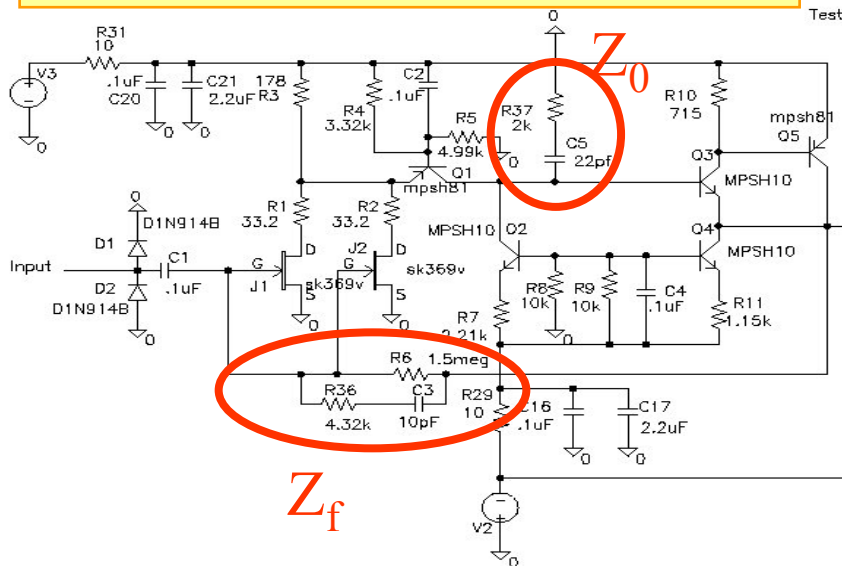 Test
0
R31
10
V3
.1uF
C20
C21
2.2uF
0
0
0
178
R3
R4
3.32k
C2
.1uF
R5
4.99k
0
Q1
mpsh81
Z0
R37
2k
C5
22pf
R10
715
mpsh81
Q5
Q3
MPSH10
0
D1N914B
D1
Input
C1
.1uF
D2
D1N914B
0
R1
33.2
R2
33.2
D
G
J1
S
sk369v
0
J2
D
G
S
sk369v
0
MPSH10
Q2
Q4
MPSH10
R8
10k
R9
10k
C4
.1uF
0
R7
2.21k
R11
1.15k
R6
1.5meg
R36
4.32k
C3
10pF
R29
10
C16
.1uF
C17
2.2uF
0
0
Zf
V2
0